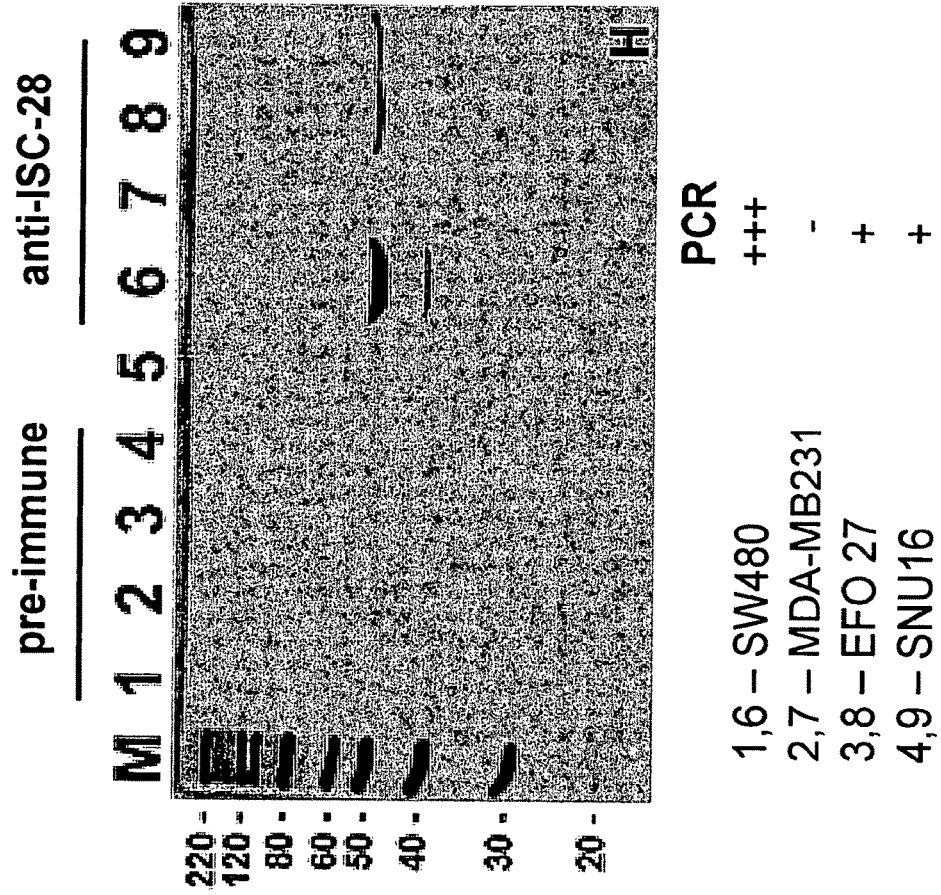 pre-immune anti-ISC-28
M 1 2 3 4 5 6 7 8 9
220 -
120 -
80 -
60 -
50 -
40 -
30 -
20 -
H
PCR
1,6 – SW480 +++
2,7 – MDA-MB231 -
3,8 – EFO 27 +
4,9 – SNU16 +